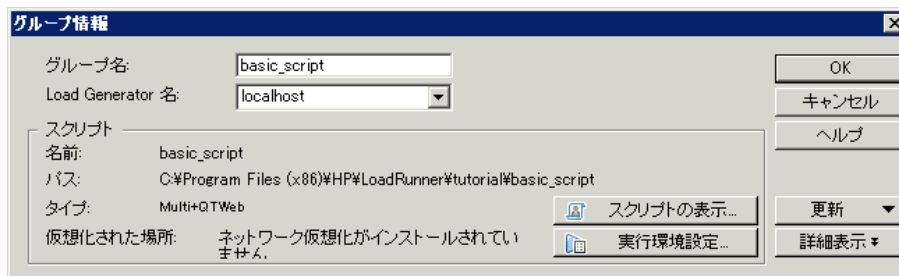 グループ情報
グループ名: basic_script OK
Load Generator 名: localhost キャンセル
スクリプト ヘルプ
名前: basic_script
パス: C:¥Program Files (x86)¥HP¥LoadRunner¥tutorial¥basic_script
タイプ: Multi+QTWeb スクリプトの表示... 更新
仮想化された場所: ネットワーク仮想化がインストールされてい 実行環境設定... 詳細表示
ません.